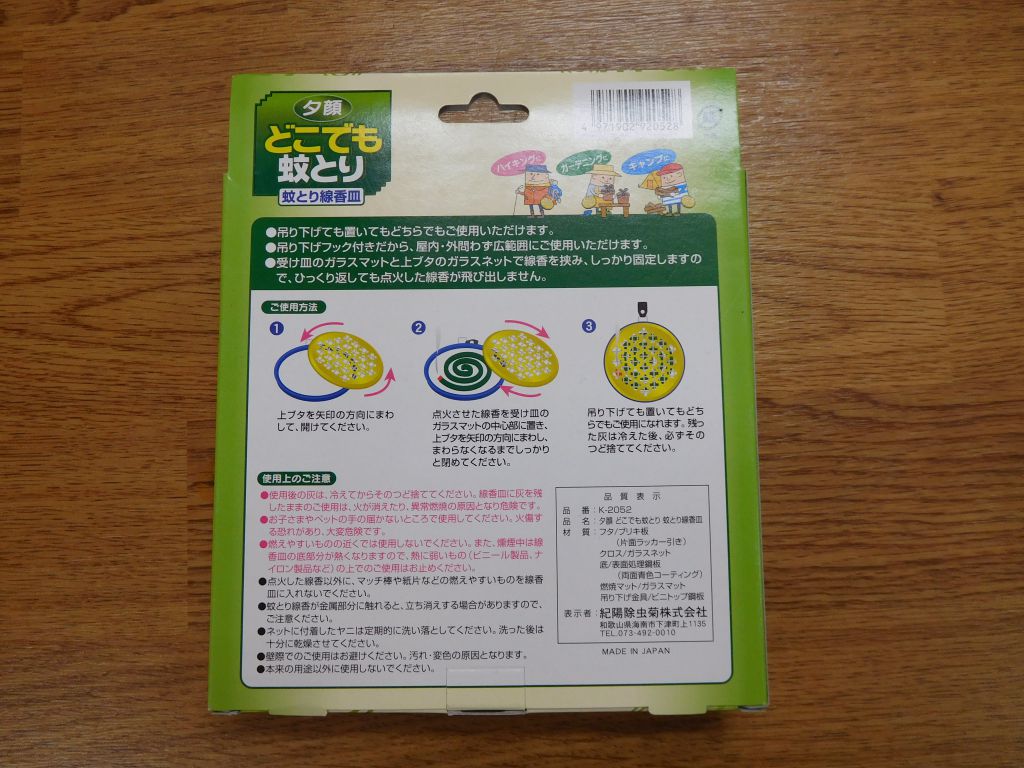 夕顔
どこでも
蚊とり
蚊とり線香皿
4 971902 920528
ハイキングに
ガーデニングに
キャンプに
●吊り下げても置いてもどちらでもご使用いただけます。
●吊り下げフック付きだから、屋内・外問わず広範囲にご使用いただけます。
●受け皿のガラスマットと上ブタのガラスネットで線香を挟み、しっかり固定しますの
で、ひっくり返しても点火した線香が飛び出しません。
ご使用方法
1
上ブタを矢印の方向にまわ
して、開けてください。
2
点火させた線香を受け皿の
ガラスマットの中心部に置き、
上ブタを矢印の方向にまわし、
まわらなくなるまでしっかり
と閉めてください。
3
吊り下げても置いてもどち
らでもご使用になれます。残っ
た灰は冷えた後、必ずその
つど捨ててください。
使用上のご注意
●使用後の灰は、冷えてからそのつど捨ててください。線香皿に灰を残
したままのご使用は、火が消えたり、異常燃焼の原因となり危険です。
●お子さまやペットの手の届かないところで使用してください。火傷す
る恐れがあり、大変危険です。
●燃えやすいものの近くでは使用しないでください。また、燻煙中は線
香皿の底部分が熱くなりますので、熱に弱いもの(ビニール製品、ナ
イロン製品など)の上でのご使用はお止めください。
●点火した線香以外に、マッチ棒や紙片などの燃えやすいものを線香
皿に入れないでください。
●蚊とり線香が金属部分に触れると、立ち消えする場合がありますので、
ご注意ください。
●ネットに付着したヤニは定期的に洗い落としてください。洗った後は
十分に乾燥させてください。
●壁際でのご使用はお避けください。汚れ・変色の原因となります。
●本来の用途以外に使用しないでください。
品質表示
品 番：K-2052
品 名：夕顔 どこでも蚊とり 蚊とり線香皿
材 質：フタ/ブリキ板
(片面ラッカー引き)
クロス/ガラスネット
底/表面処理鋼板
(両面青色コーティング)
燃焼マット/ガラスマット
吊り下げ金具/ビニトップ鋼板
表示者：紀陽除虫菊株式会社
和歌山県海南市下津町上1135
TEL.073-492-0010
MADE IN JAPAN